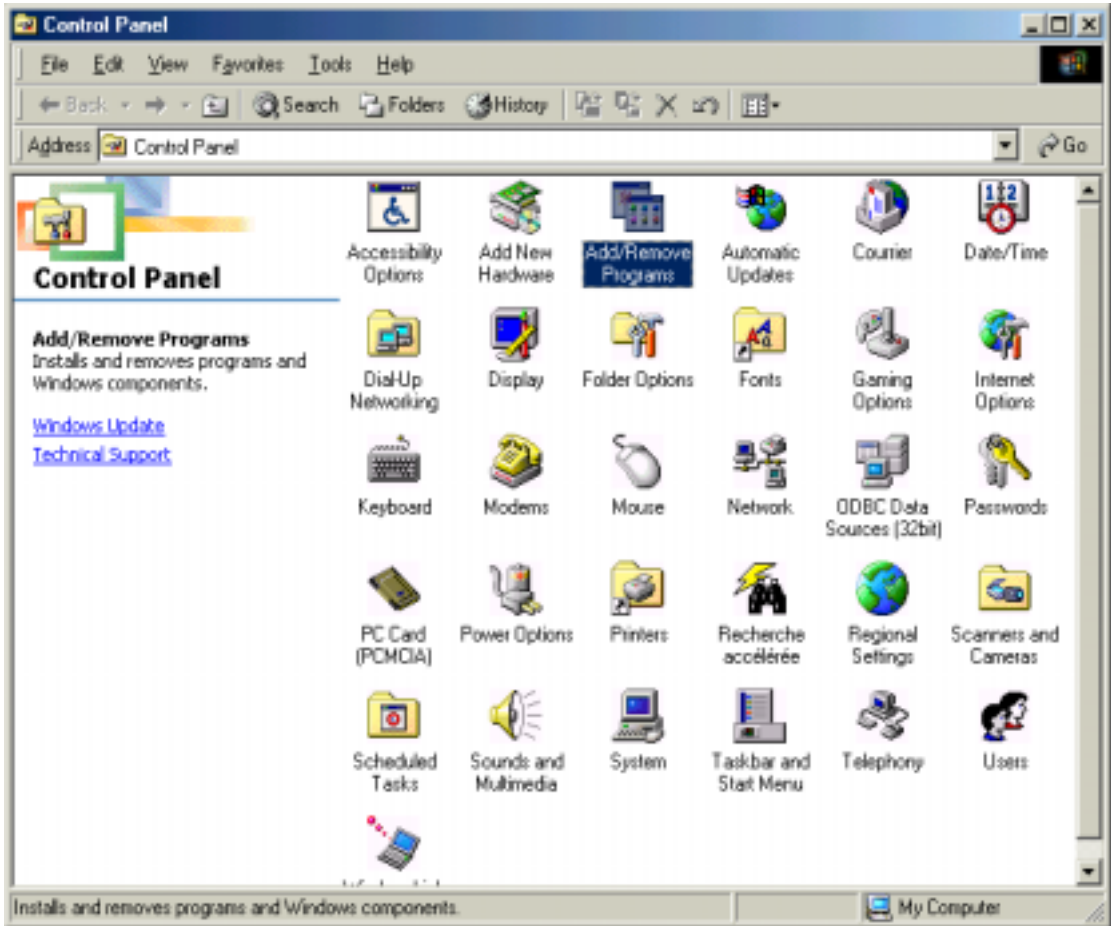 Control Panel
File Edit View Favorites Tools Help
Back Search Folders History
Address Control Panel Go
Control Panel
Add/Remove Programs
Installs and removes programs and
Windows components.
Windows Update
Technical Support
Accessibility
Options
Add New
Hardware
Add/Remove
Programs
Automatic
Updates
Courrier
Date/Time
Dial-Up
Networking
Display
Folder Options
Fonts
Gaming
Options
Internet
Options
Keyboard
Modems
Mouse
Network
ODBC Data
Sources (32bit)
Passwords
PC Card
(PCMCIA)
Power Options
Printers
Recherche
accélérée
Regional
Settings
Scanners and
Cameras
Scheduled
Tasks
Sounds and
Multimedia
System
Taskbar and
Start Menu
Telephony
Users
Installs and removes programs and Windows components.
My Computer